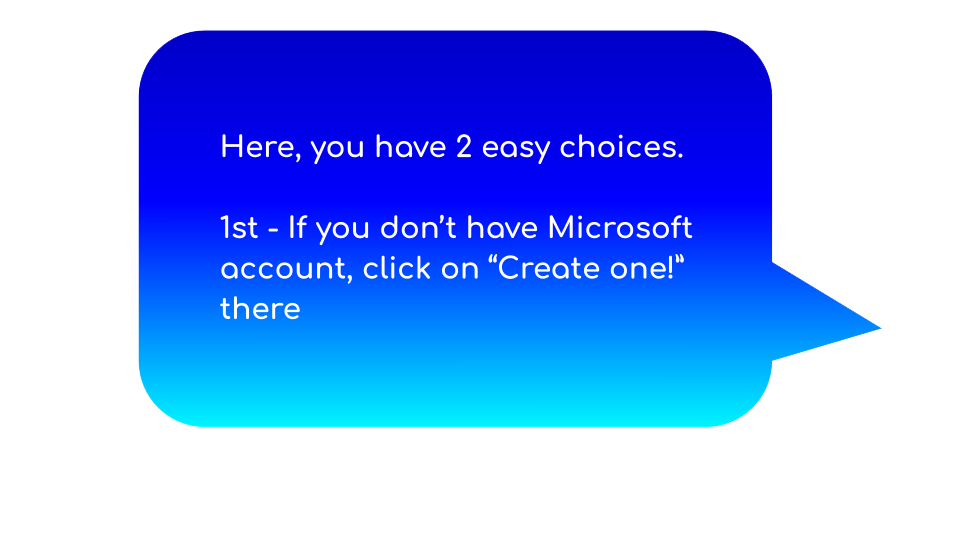 Here, you have 2 easy choices.
1st - If you don’t have Microsoft
account, click on “Create one!”
there